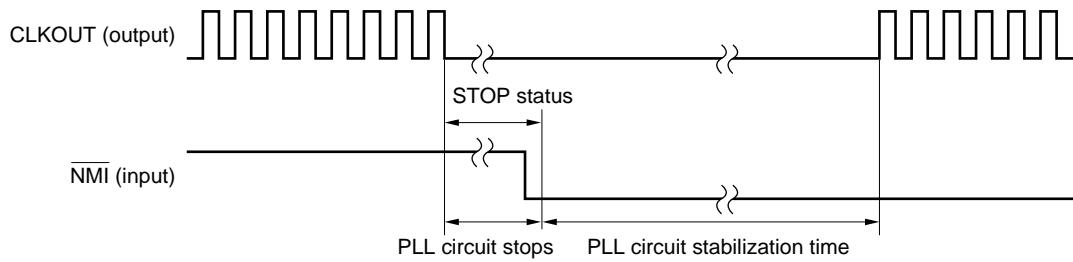 CLKOUT (output)
STOP status
NMI (input)
PLL circuit stops
PLL circuit stabilization time